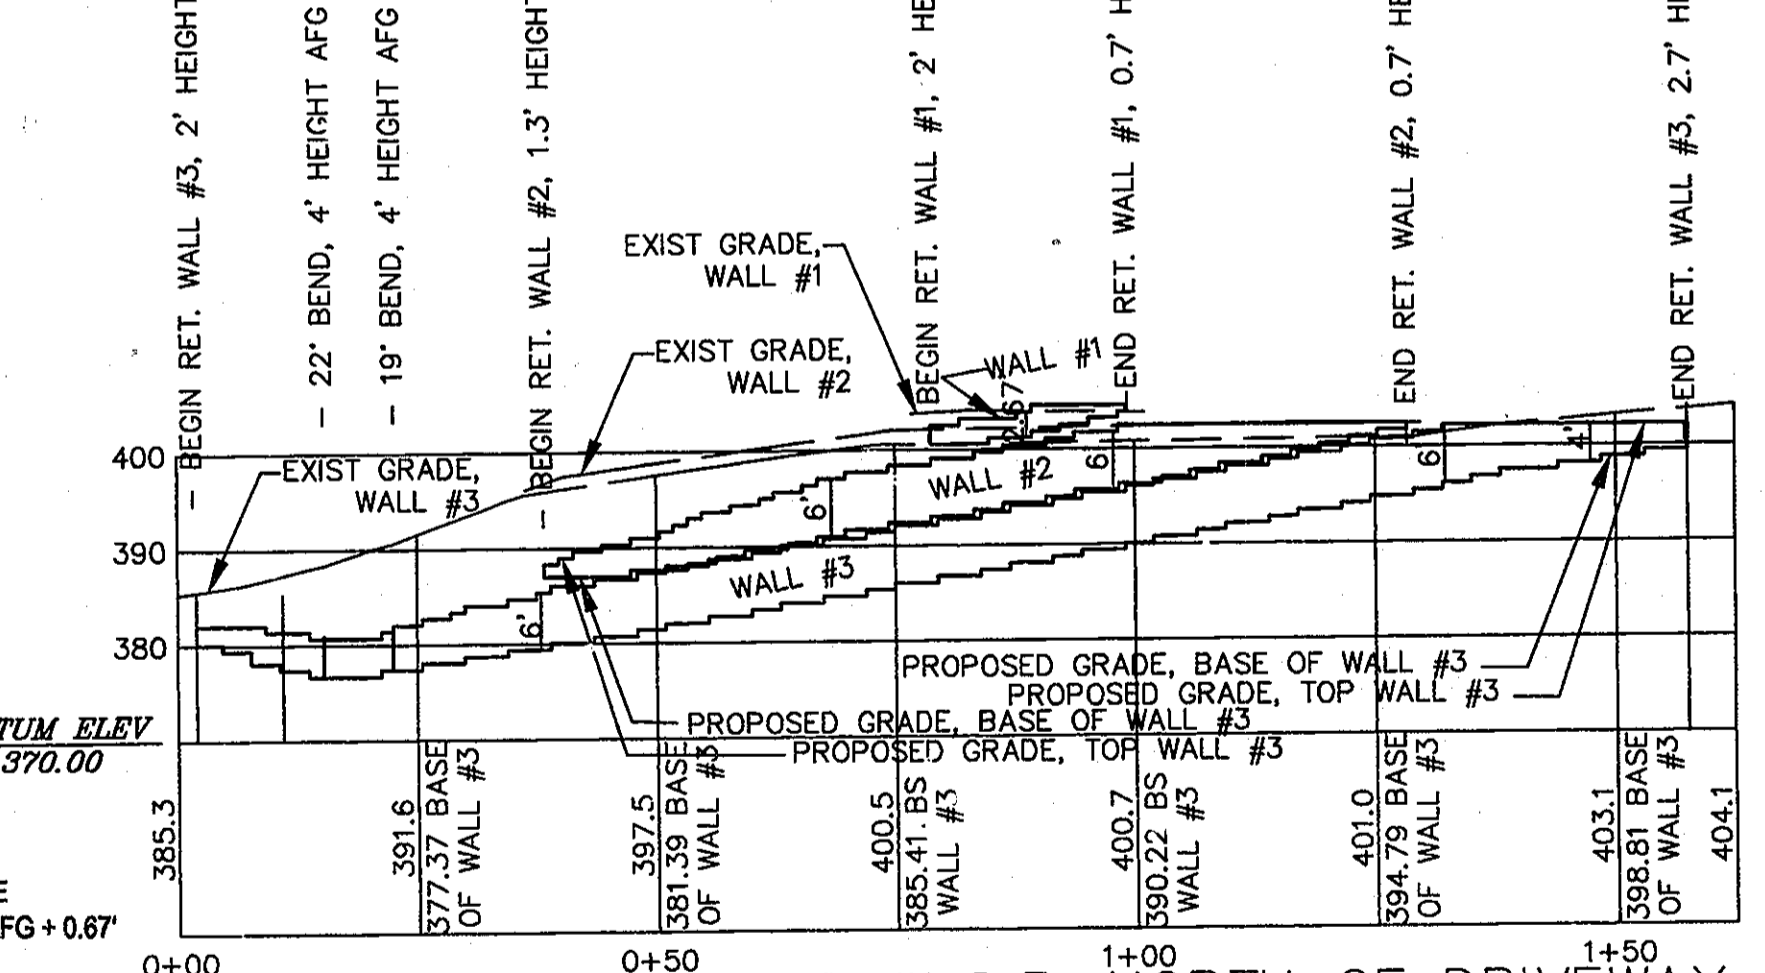 BEGIN RET. WALL #3, 2' HEIGHT
22° BEND, 4' HEIGHT AFG
19° BEND, 4' HEIGHT AFG
BEGIN RET. WALL #2, 1.3' HEIGHT
BEGIN RET. WALL #1, 2' HE
END RET. WALL #1, 0.7' H
END RET. WALL #2, 0.7' HE
END RET. WALL #3, 2.7' H
EXIST GRADE,
WALL #1
EXIST GRADE,
WALL #2
WALL #1
2.67'
400
EXIST GRADE,
WALL #3
6'
WALL #2
6'
6'
4'
390
WALL #3
6'
380
PROPOSED GRADE, BASE OF WALL #3
PROPOSED GRADE, TOP WALL #3
PROPOSED GRADE, BASE OF WALL #3
PROPOSED GRADE, TOP WALL #3
TUM ELEV
370.00
385.3
391.6
377.37 BASE
OF WALL #3
397.5
381.39 BASE
OF WALL #3
400.5
385.41 BS
WALL #3
400.7
390.22 BS
WALL #3
401.0
394.79 BASE
OF WALL #3
403.1
398.81 BASE
OF WALL #3
404.1
FG + 0.67'
0+00
0+50
1+00
1+50
OF DRIVEWAY